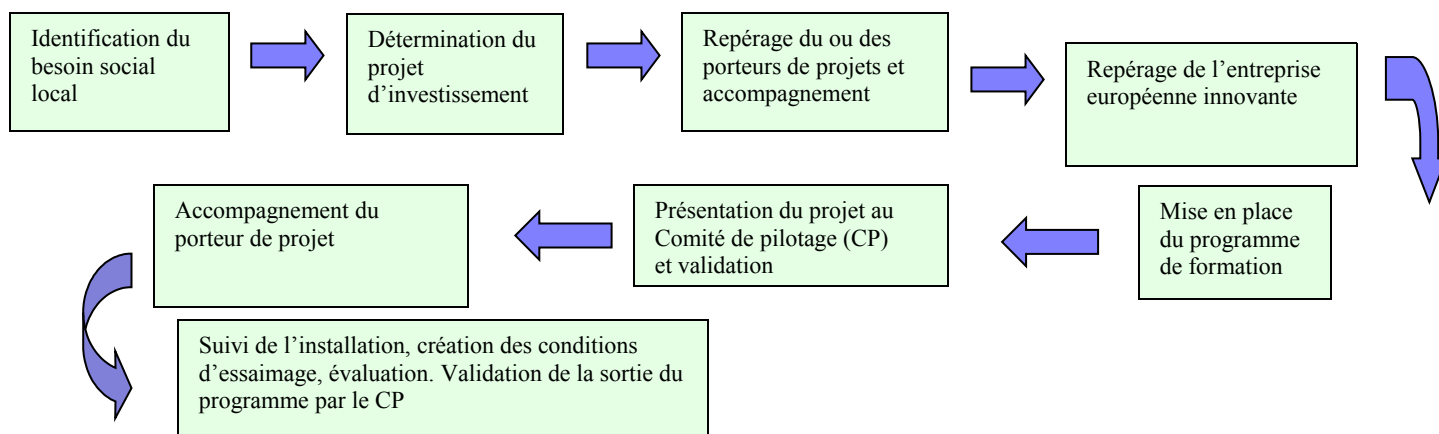 Identification du
besoin social
local
Détermination du
projet
d’investissement
Repérage du ou des
porteurs de projets et
accompagnement
Repérage de l’entreprise
européenne innovante
Mise en place
du programme
de formation
Présentation du projet au
Comité de pilotage (CP)
et validation
Accompagnement du
porteur de projet
Suivi de l’installation, création des conditions
d’essaimage, évaluation. Validation de la sortie du
programme par le CP